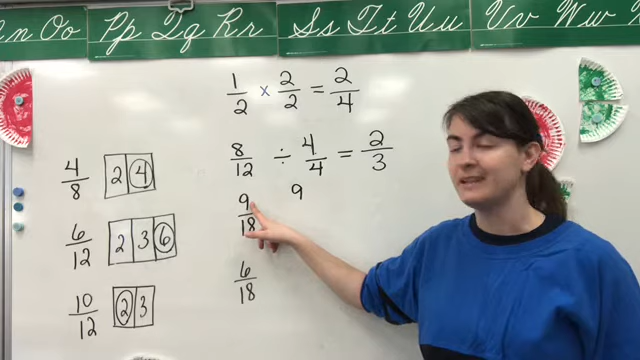 n Oo Pp Qq Rr Ss Tt Uu Vv Ww
1/2 × 2/2 = 2/4
8/12 ÷ 4/4 = 2/3
4/8 2 4
9/18 9
6/12 2 3 6
6/18
10/12 2 3